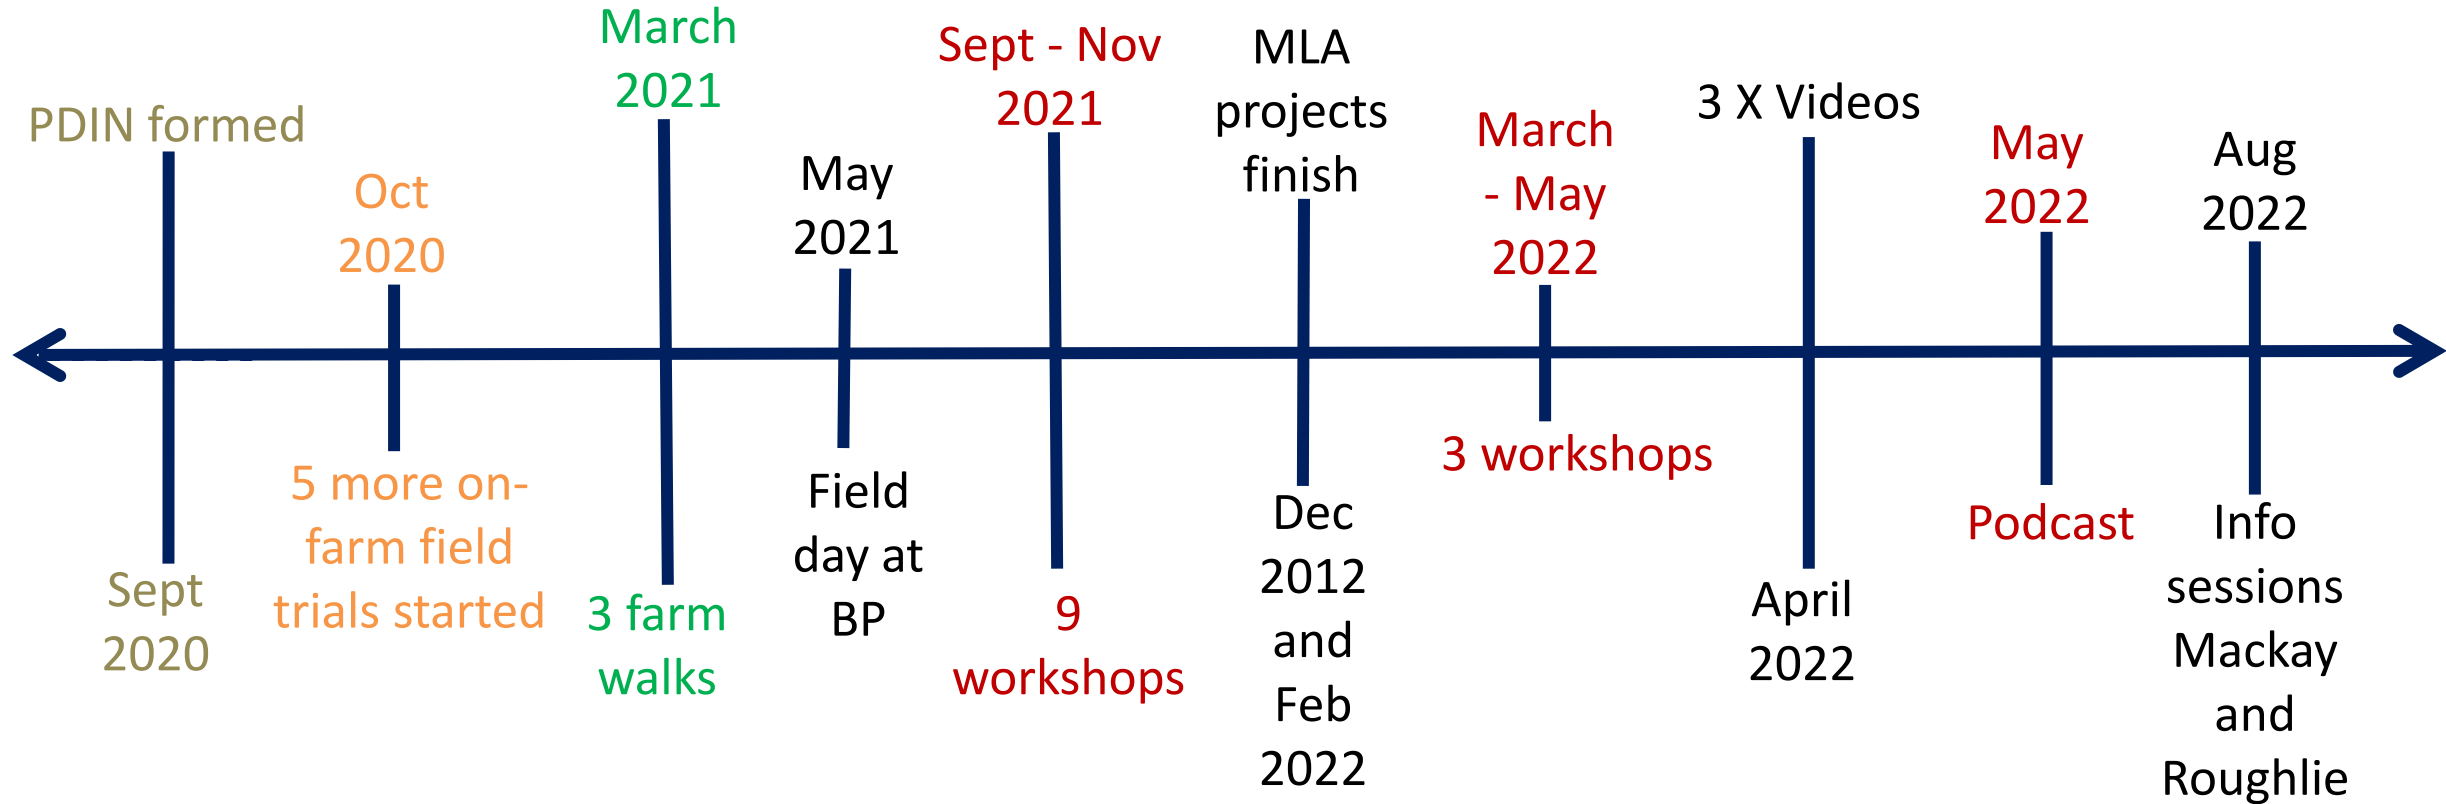 PDIN formed
Sept
2020
Oct
2020
5 more on-
farm field
trials started
March
2021
3 farm
walks
May
2021
Field
day at
BP
Sept - Nov
2021
9
workshops
MLA
projects
finish
Dec
2012
and
Feb
2022
March
- May
2022
3 workshops
3 X Videos
April
2022
May
2022
Podcast
Aug
2022
Info
sessions
Mackay
and
Roughlie